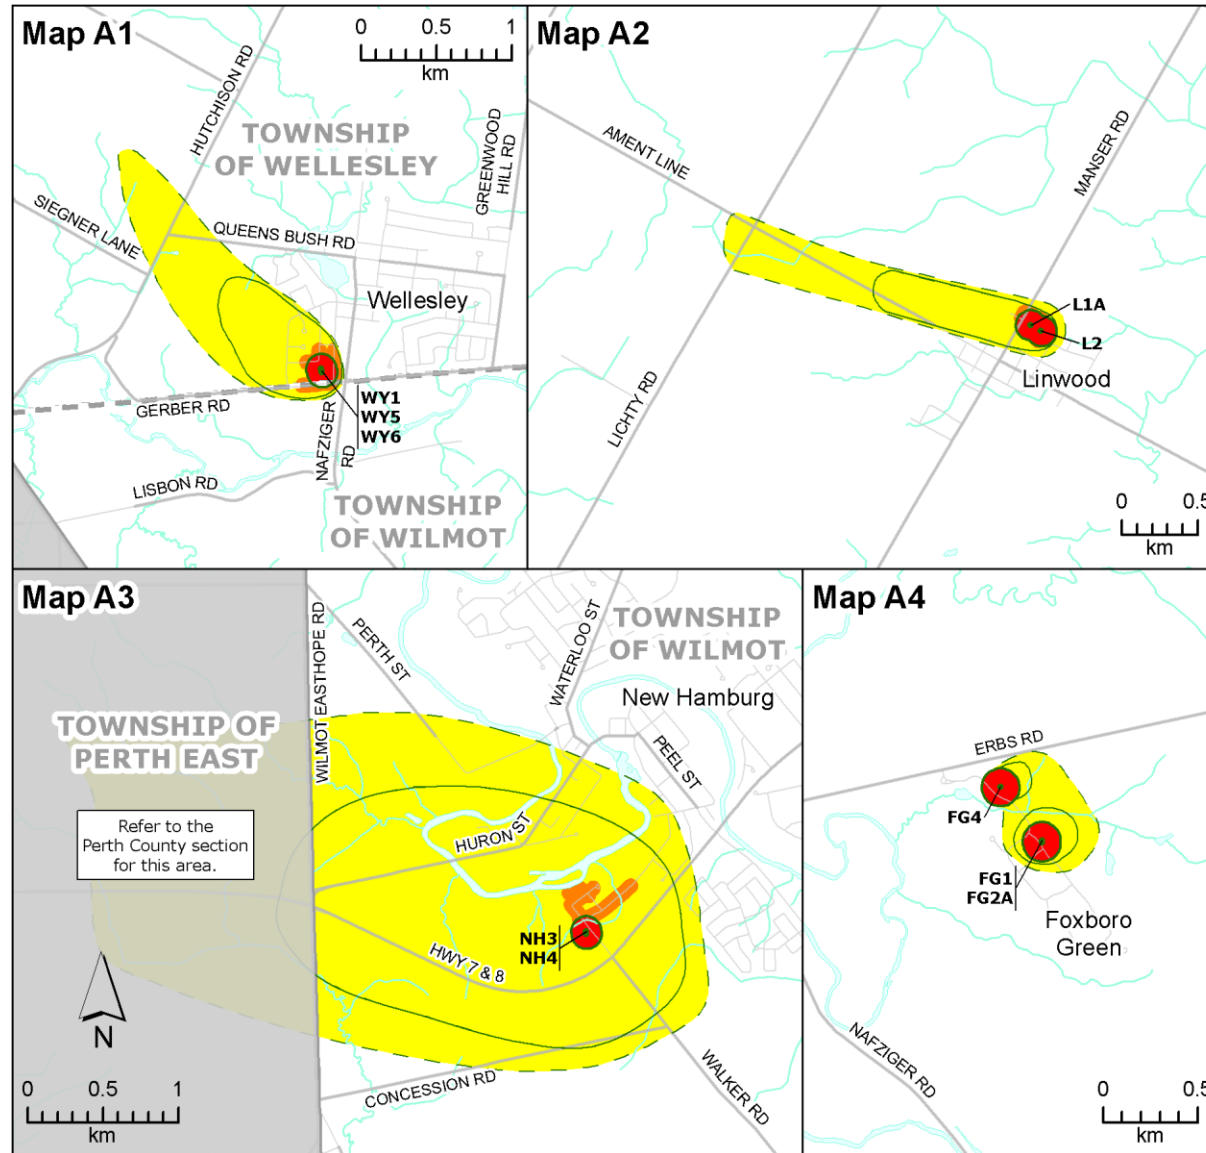 Map A1
0 0.5 1
km
HUTCHISON RD
TOWNSHIP
OF WELLESLEY
GREENWOOD
HILL RD
SIEGNER LANE
QUEENS BUSH RD
Wellesley
GERBER RD
WY1
WY5
WY6
NAFZIGER
RD
LISBON RD
TOWNSHIP
OF WILMOT
Map A2
AMENT LINE
MANSER RD
L1A
L2
Linwood
LICHTY RD
0 0.5
km
Map A3
WILMOT EASTHOPE RD
PERTH ST
WATERLOO ST
TOWNSHIP
OF WILMOT
New Hamburg
TOWNSHIP OF
PERTH EAST
PEEL ST
Refer to the
Perth County section
for this area.
HURON ST
NH3
NH4
HWY 7 & 8
N
0 0.5 1
km
CONCESSION RD
WALKER RD
Map A4
ERBS RD
FG4
FG1
FG2A
Foxboro
Green
NAFZIGER RD
0 0.5
km